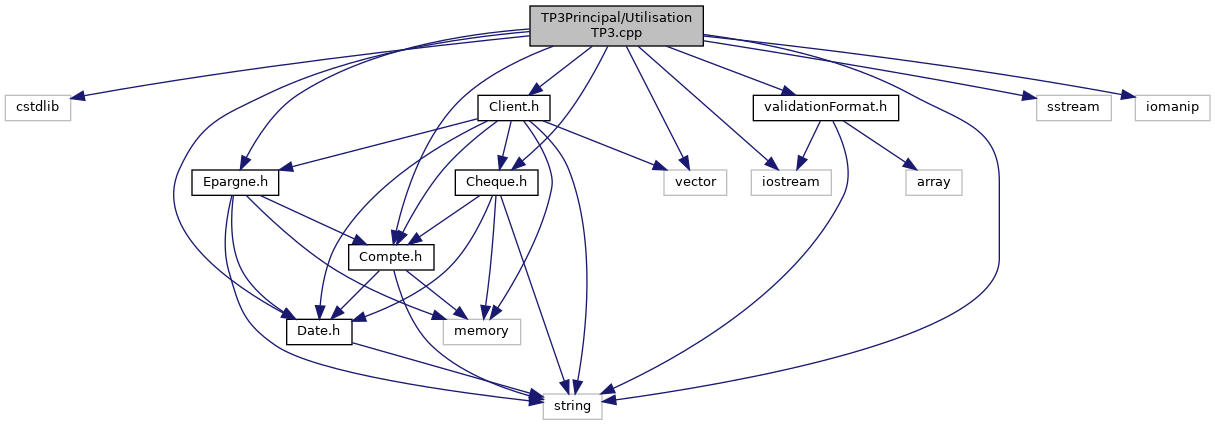 TP3Principal/Utilisation
TP3.cpp
cstdlib
Client.h
validationFormat.h
sstream
iomanip
Epargne.h
Cheque.h
vector
iostream
array
Compte.h
Date.h
memory
string